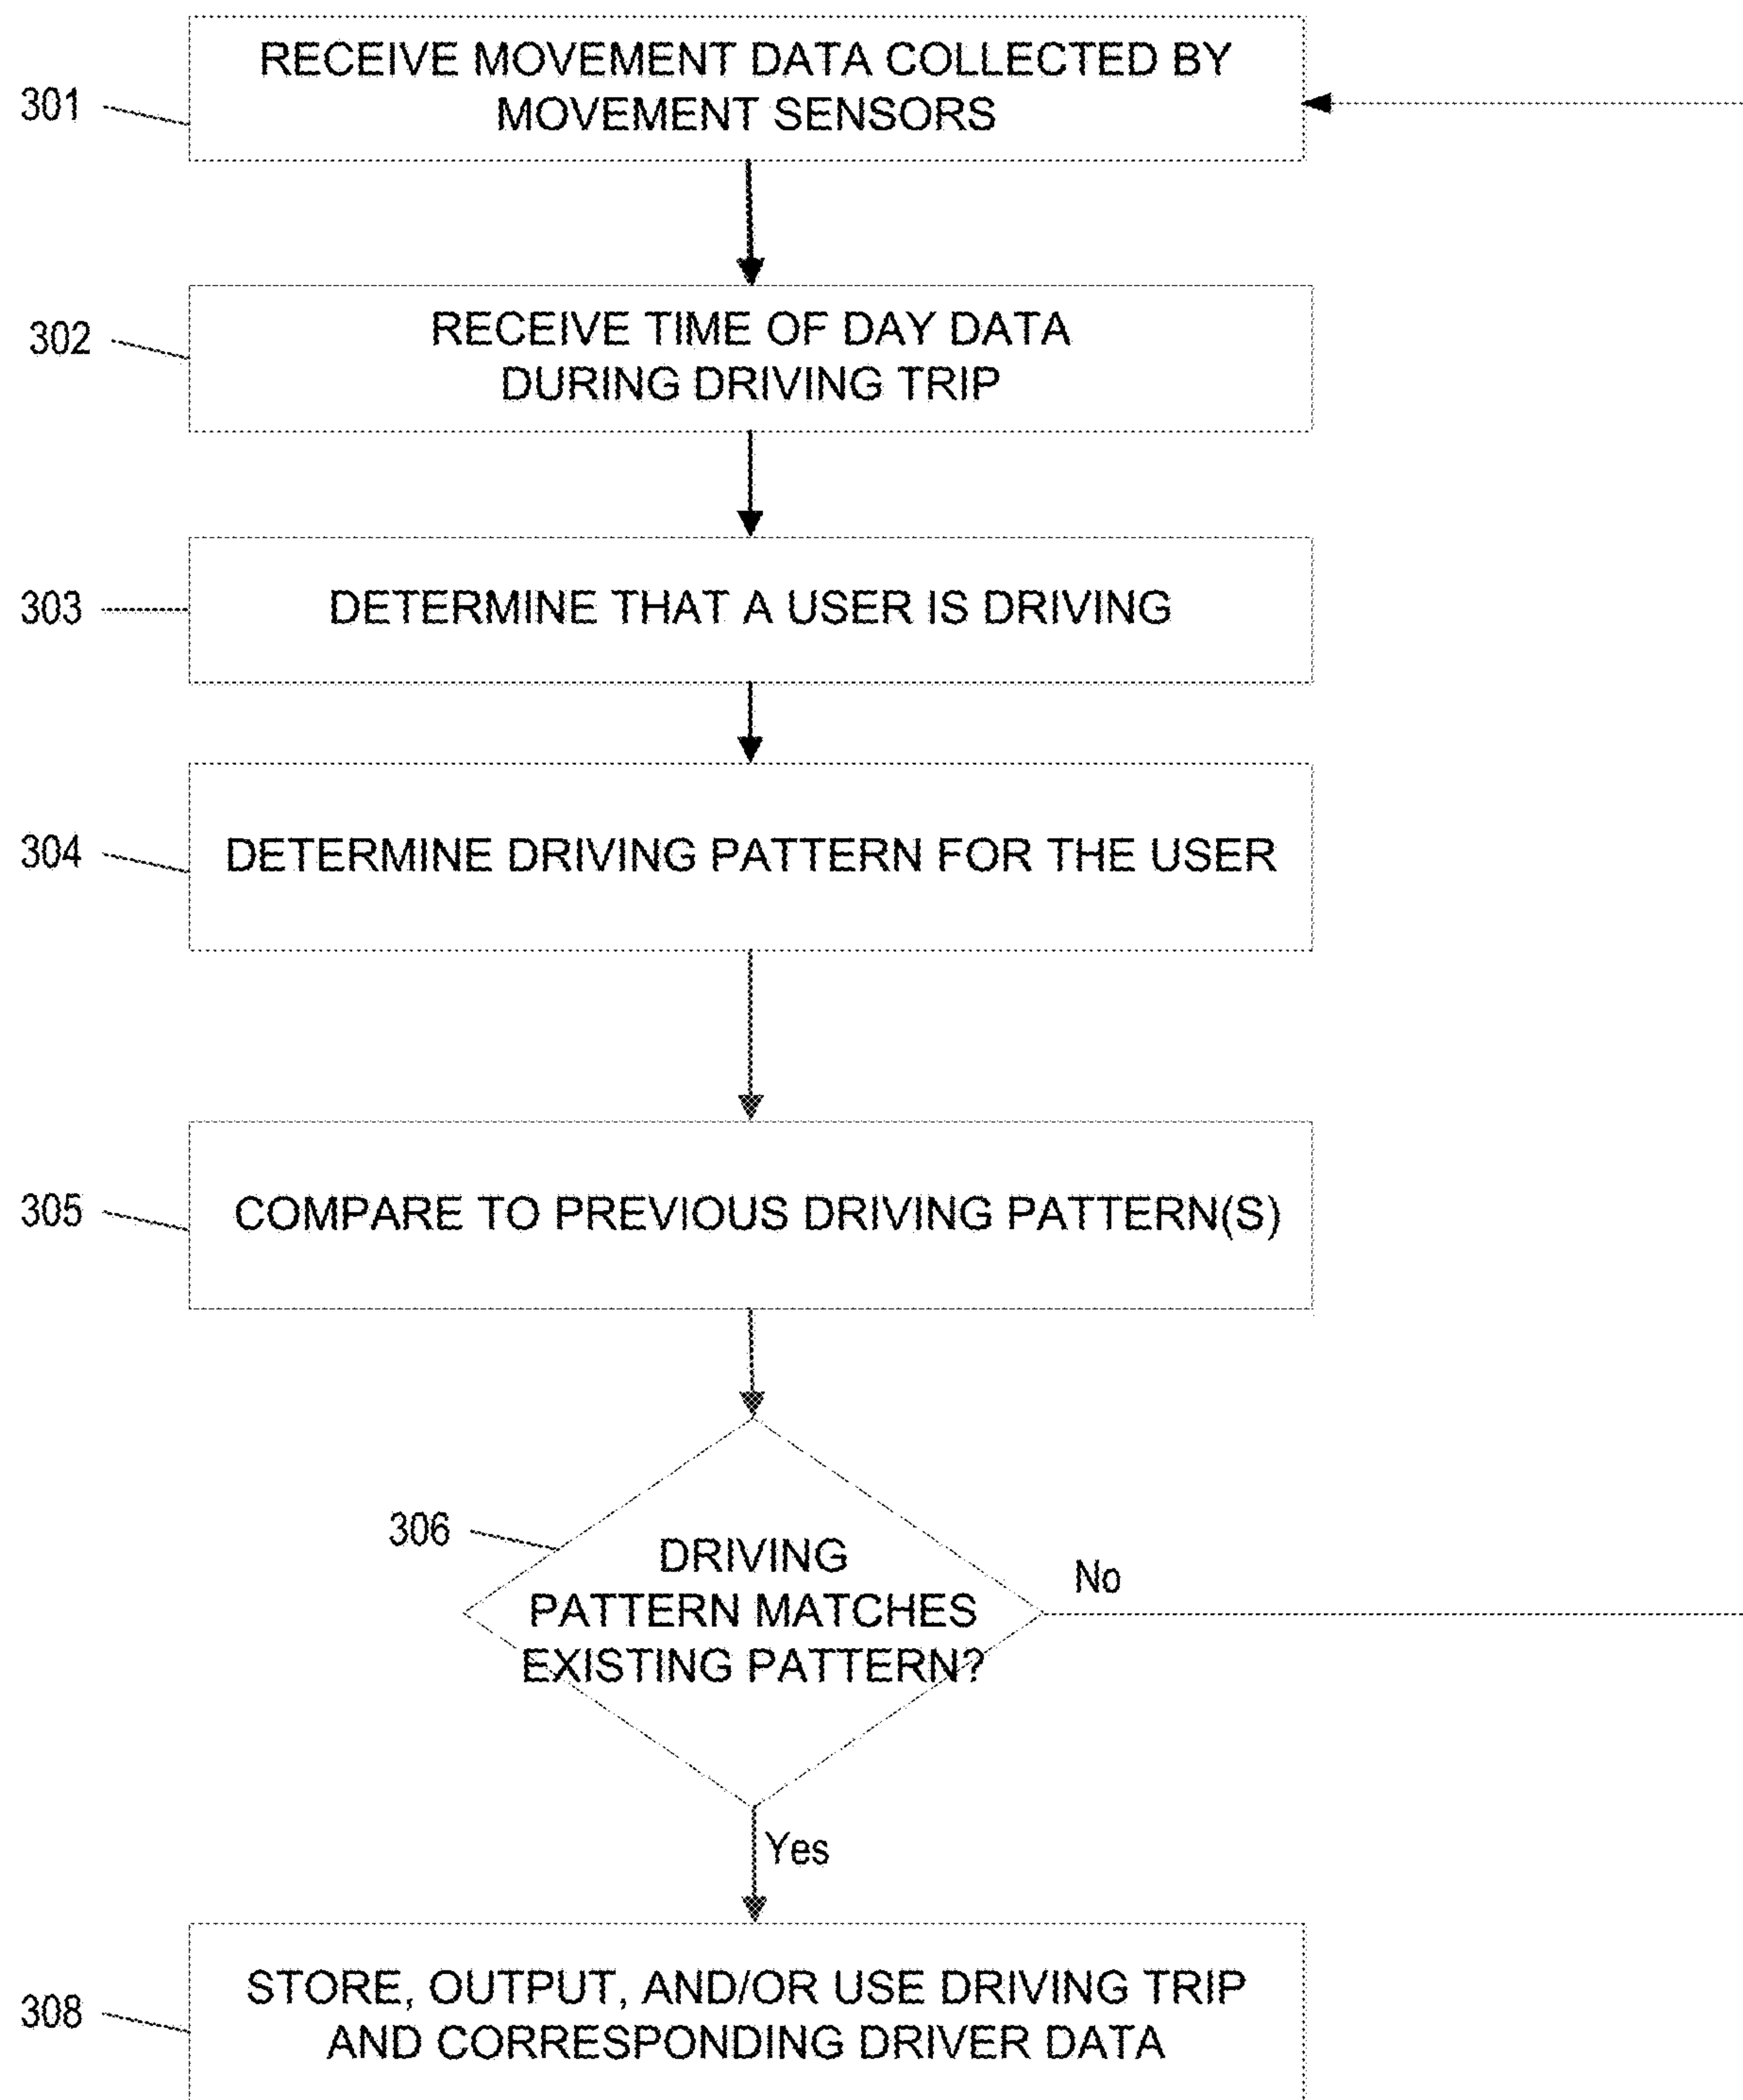 RECEIVE MOVEMENT DATA COLLECTED BY
MOVEMENT SENSORS
301
RECEIVE TIME OF DAY DATA
DURING DRIVING TRIP
302
DETERMINE THAT A USER IS DRIVING
303
DETERMINE DRIVING PATTERN FOR THE USER
304
COMPARE TO PREVIOUS DRIVING PATTERN(S)
305
306
DRIVING
PATTERN MATCHES
EXISTING PATTERN?
No
Yes
STORE, OUTPUT, AND/OR USE DRIVING TRIP
AND CORRESPONDING DRIVER DATA
308